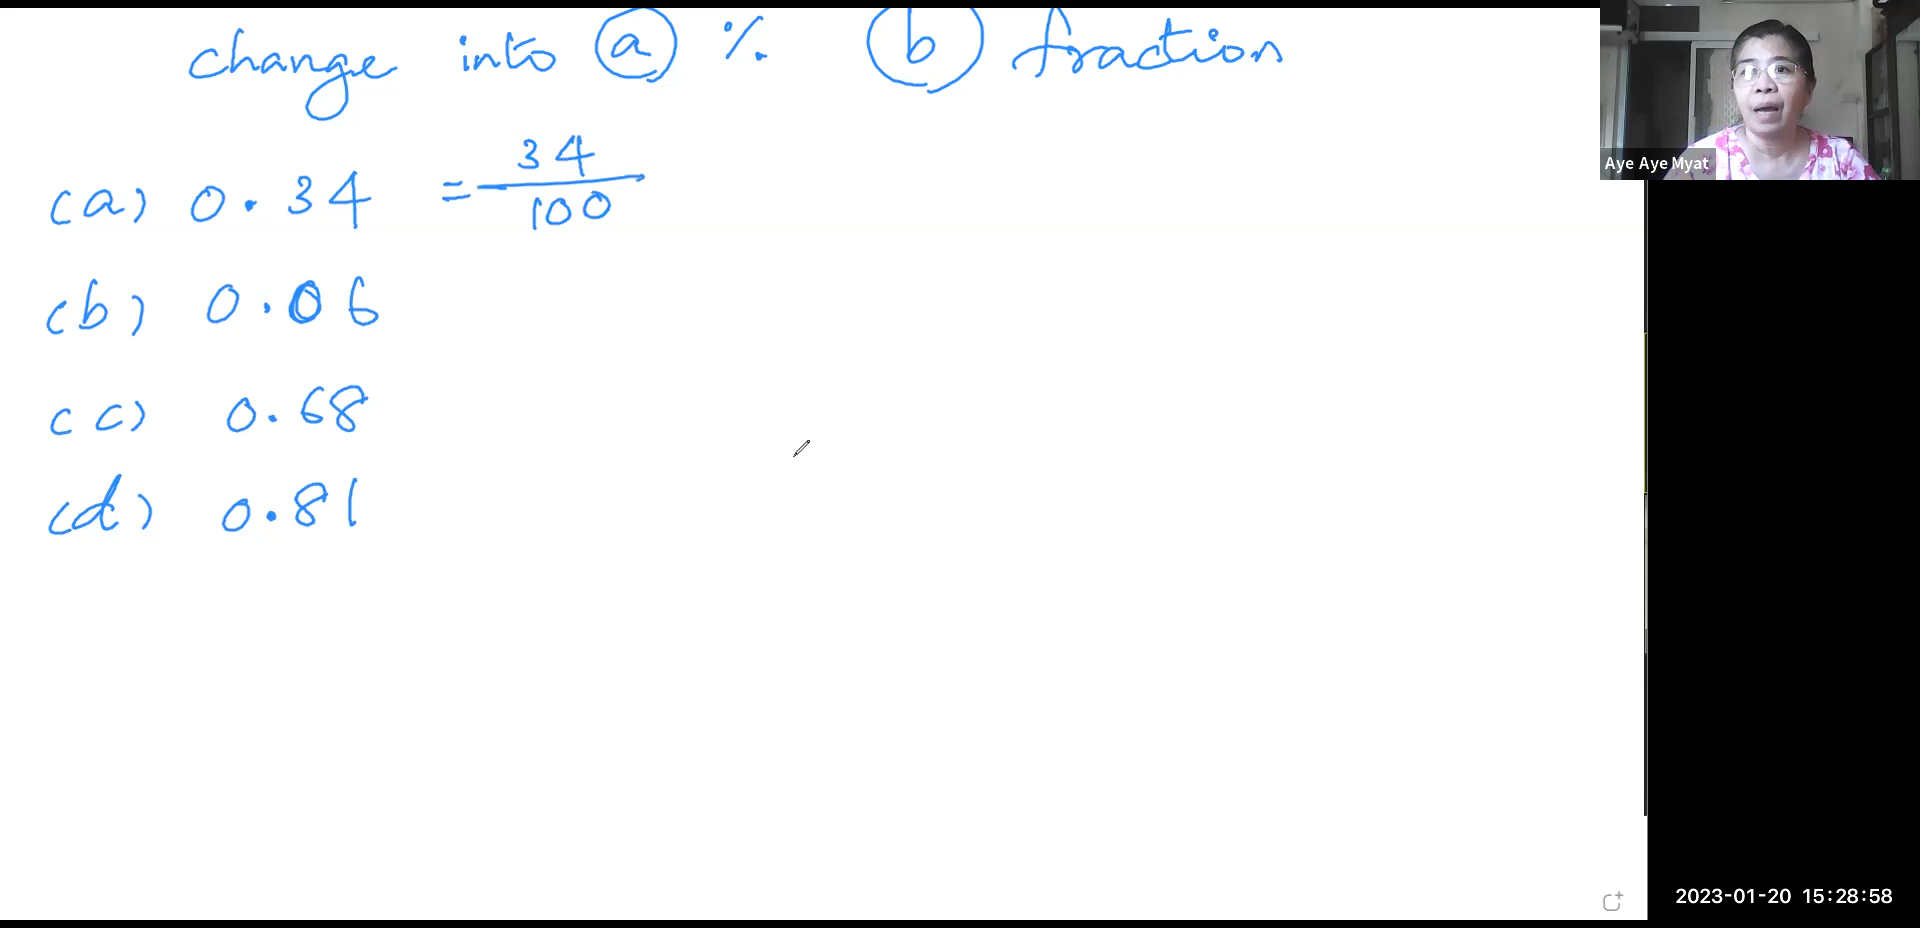 change into (a) % (b) fraction
Aye Aye Myat
(a) 0.34 = 34/100
(b) 0.06
(c) 0.68
(d) 0.81
2023-01-20 15:28:58